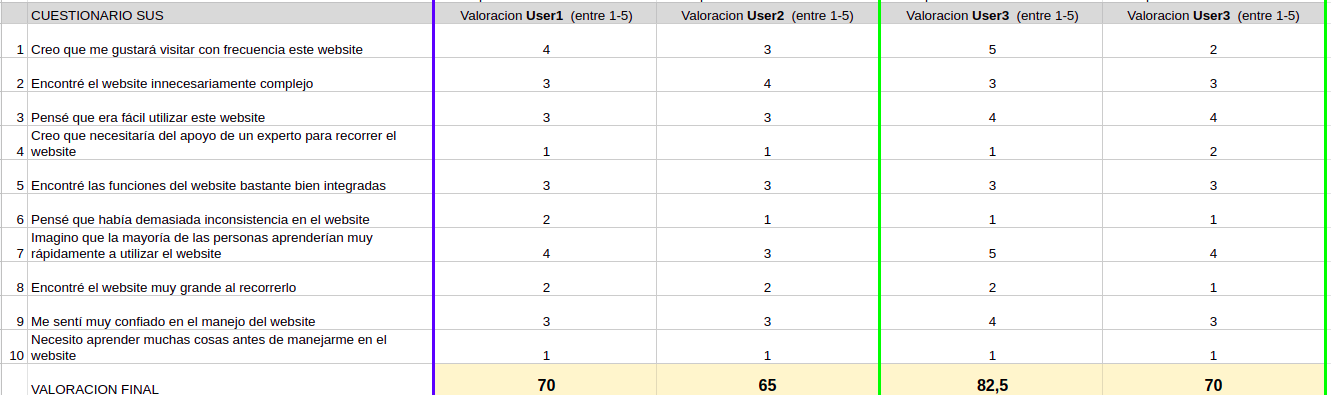 CUESTIONARIO SUS Valoracion User1 (entre 1-5) Valoracion User2 (entre 1-5) Valoracion User3 (entre 1-5) Valoracion User3 (entre 1-5)
1 Creo que me gustará visitar con frecuencia este website 4 3 5 2
2 Encontré el website innecesariamente complejo 3 4 3 3
3 Pensé que era fácil utilizar este website 3 3 4 4
Creo que necesitaría del apoyo de un experto para recorrer el
4 website 1 1 1 2
5 Encontré las funciones del website bastante bien integradas 3 3 3 3
6 Pensé que había demasiada inconsistencia en el website 2 1 1 1
Imagino que la mayoría de las personas aprenderían muy
7 rápidamente a utilizar el website 4 3 5 4
8 Encontré el website muy grande al recorrerlo 2 2 2 1
9 Me sentí muy confiado en el manejo del website 3 3 4 3
Necesito aprender muchas cosas antes de manejarme en el
10 website 1 1 1 1
VALORACION FINAL 70 65 82,5 70